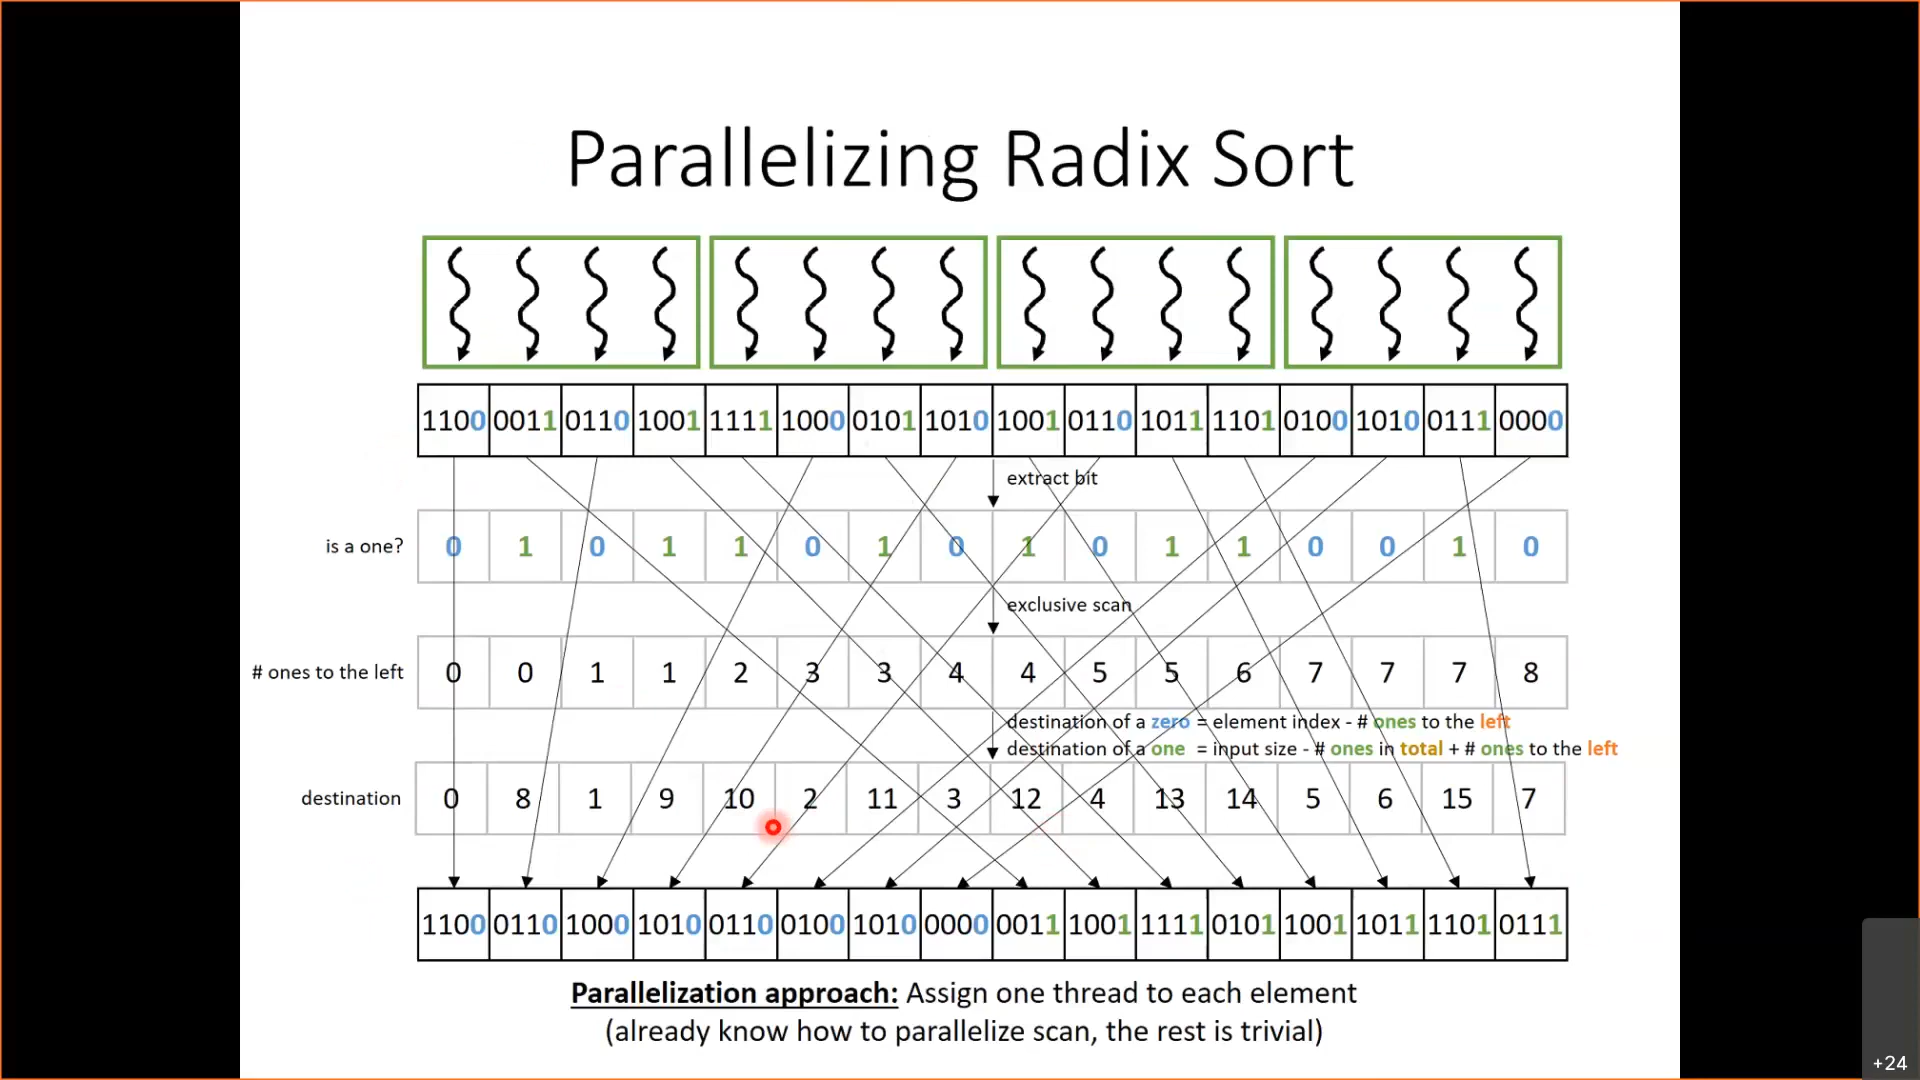 Parallelizing Radix Sort
1100 0011 0110 1001 1111 1000 0101 1010 1001 0110 1011 1101 0100 1010 0111 0000
extract bit
is a one? 0 1 0 1 1 0 1 0 1 0 1 1 0 0 1 0
exclusive scan
# ones to the left 0 0 1 1 2 3 3 4 4 5 5 6 7 7 7 8
destination of a zero = element index - # ones to the left
destination of a one = input size - # ones in total + # ones to the left
destination 0 8 1 9 10 2 11 3 12 4 13 14 5 6 15 7
1100 0110 1000 1010 0110 0100 1010 0000 0011 1001 1111 0101 1001 1011 1101 0111
Parallelization approach: Assign one thread to each element
(already know how to parallelize scan, the rest is trivial)
+24